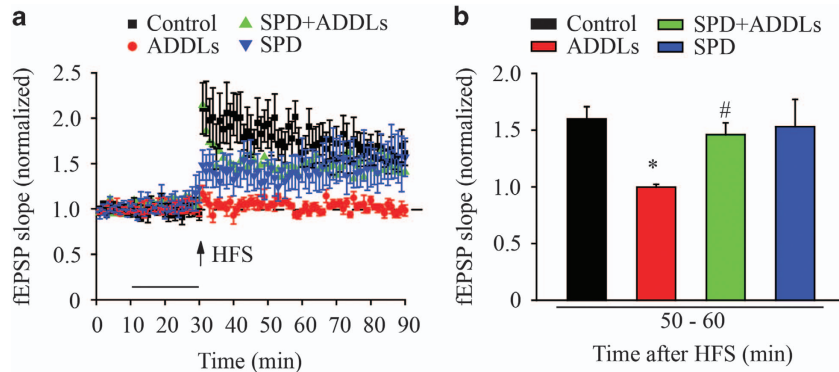 a
Control
SPD+ADDLs
ADDLs
SPD
fEPSP slope (normalized)
2.5
2.0
1.5
1.0
0.5
0
HFS
0 10 20 30 40 50 60 70 80 90
Time (min)
b
Control
SPD+ADDLs
ADDLs
SPD
fEPSP slope (normalized)
2.0
1.5
1.0
0.5
0
*
#
50 - 60
Time after HFS (min)